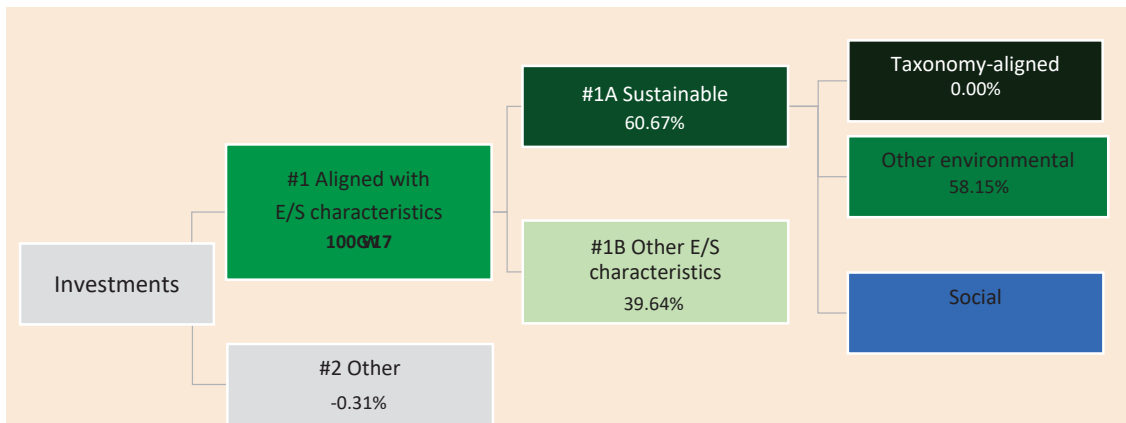 Investments
#1 Aligned with
E/S characteristics
#2 Other
-0.31%
#1A Sustainable
60.67%
#1B Other E/S
characteristics
39.64%
Taxonomy-aligned
0.00%
Other environmental
58.15%
Social